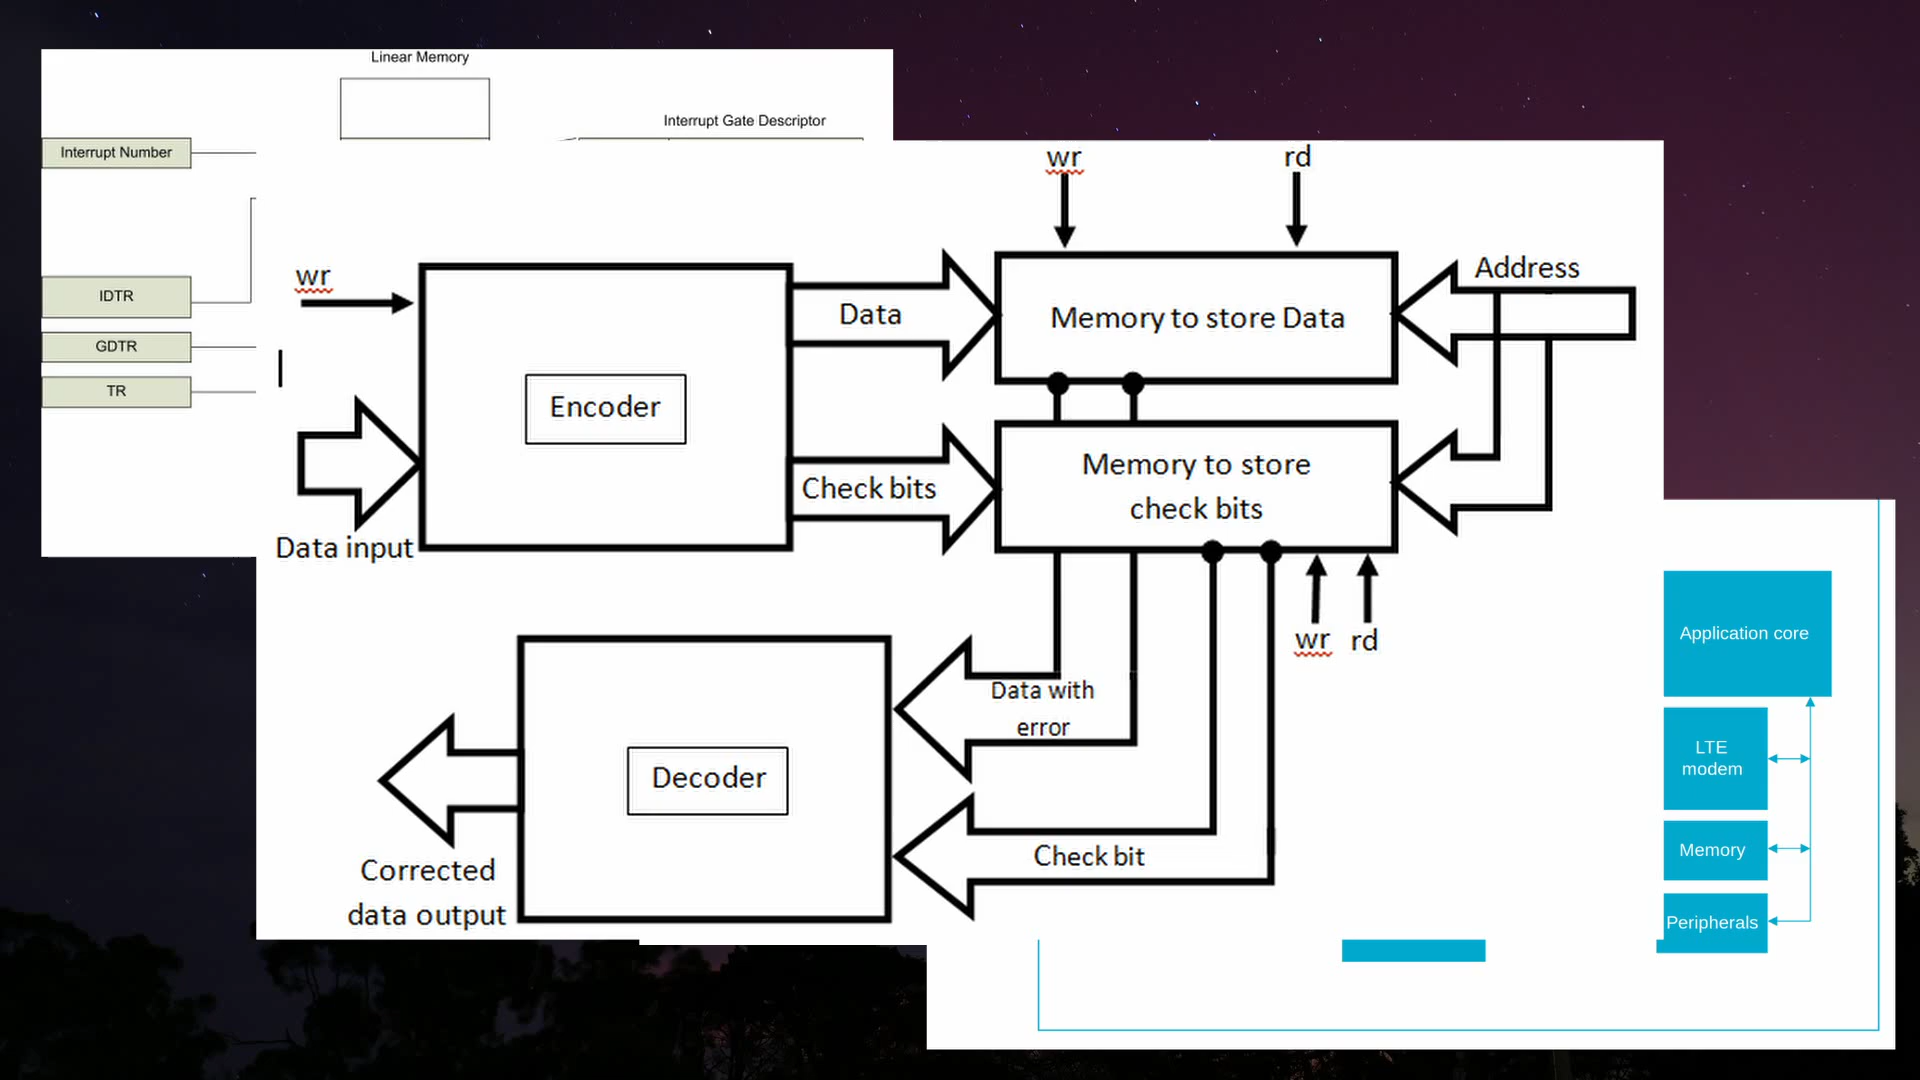 Linear Memory
Interrupt Gate Descriptor
Interrupt Number
IDTR
GDTR
TR
wr
rd
wr
Address
Data
Memory to store Data
Encoder
Memory to store
check bits
Check bits
Data input
wr
rd
Data with
error
Decoder
Check bit
Corrected
data output
Application core
LTE
modem
Memory
Peripherals